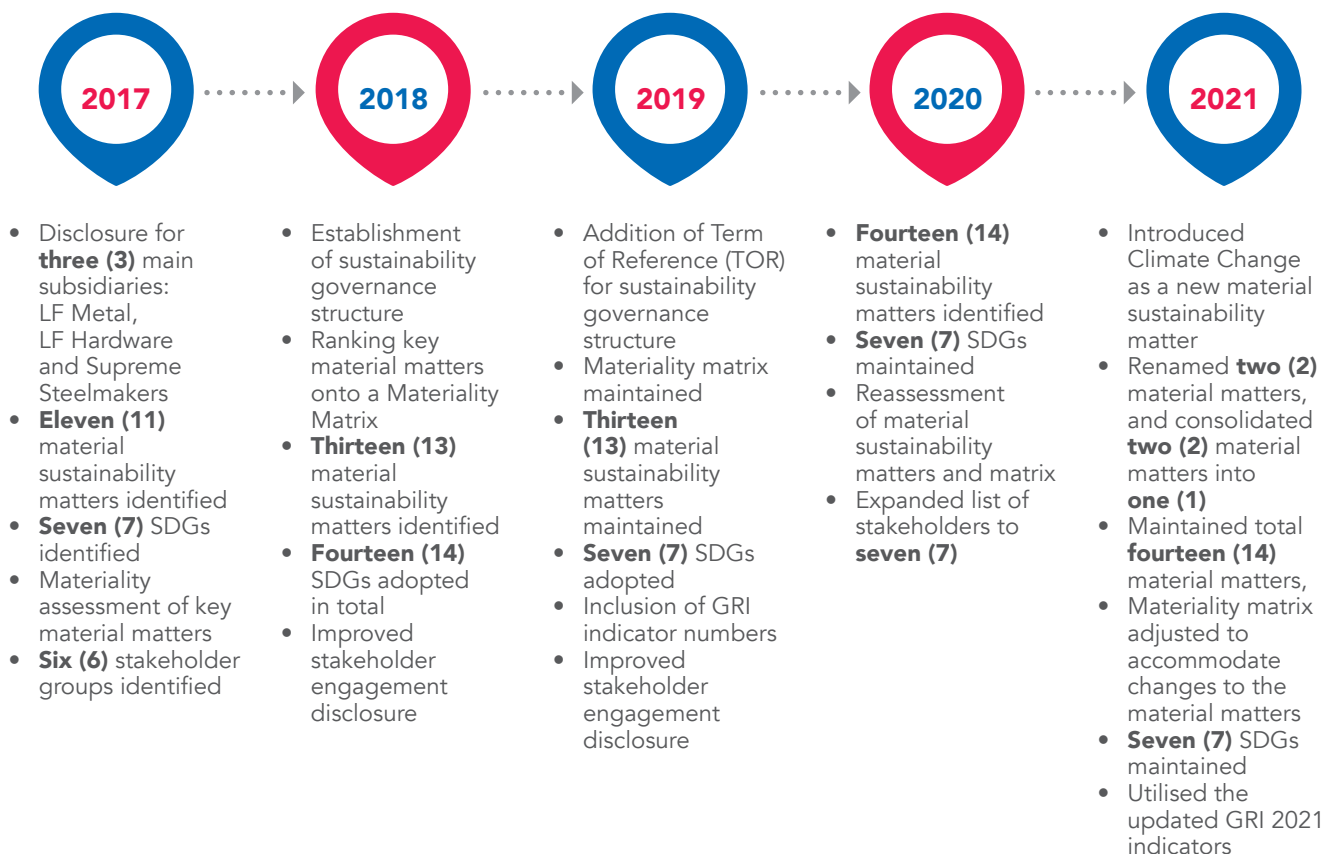 2017
2018
2019
2020
2021
• Disclosure for
three (3) main
subsidiaries:
LF Metal,
LF Hardware
and Supreme
Steelmakers
• Eleven (11)
material
sustainability
matters identified
• Seven (7) SDGs
identified
• Materiality
assessment of key
material matters
• Six (6) stakeholder
groups identified
• Establishment
of sustainability
governance
structure
• Ranking key
material matters
onto a Materiality
Matrix
• Thirteen (13)
material
sustainability
matters identified
• Fourteen (14)
SDGs adopted
in total
• Improved
stakeholder
engagement
disclosure
• Addition of Term
of Reference (TOR)
for sustainability
governance
structure
• Materiality matrix
maintained
• Thirteen
(13) material
sustainability
matters
maintained
• Seven (7) SDGs
adopted
• Inclusion of GRI
indicator numbers
• Improved
stakeholder
engagement
disclosure
• Fourteen (14)
material
sustainability
matters identified
• Seven (7) SDGs
maintained
• Reassessment
of material
sustainability
matters and matrix
• Expanded list of
stakeholders to
seven (7)
• Introduced
Climate Change
as a new material
sustainability
matter
• Renamed two (2)
material matters,
and consolidated
two (2) material
matters into
one (1)
• Maintained total
fourteen (14)
material matters,
• Materiality matrix
adjusted to
accommodate
changes to the
material matters
• Seven (7) SDGs
maintained
• Utilised the
updated GRI 2021
indicators